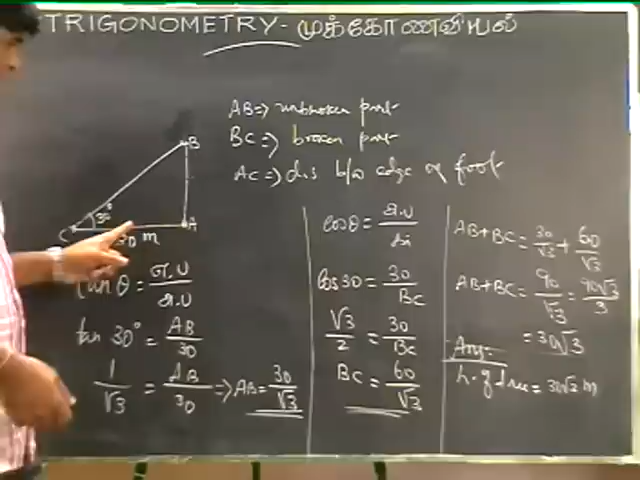 TRIGONOMETRY - முக்கோணவியல்
AB => unbroken part
BC => broken part
AC => dis b/w edge & foot
B
30°
C
A
30 m
tan θ = எ.ப / அ.ப
tan 30° = AB / 30
1 / √3 = AB / 30 => AB = 30 / √3
cos θ = அ.ப /
cos 30 = 30 / BC
√3 / 2 = 30 / BC
BC = 60 / √3
AB + BC = 30 / √3 + 60 / √3
AB + BC = 90 / √3 = 90√3 / 3
= 30√3
Ans:
h. of tree = 30√3 m